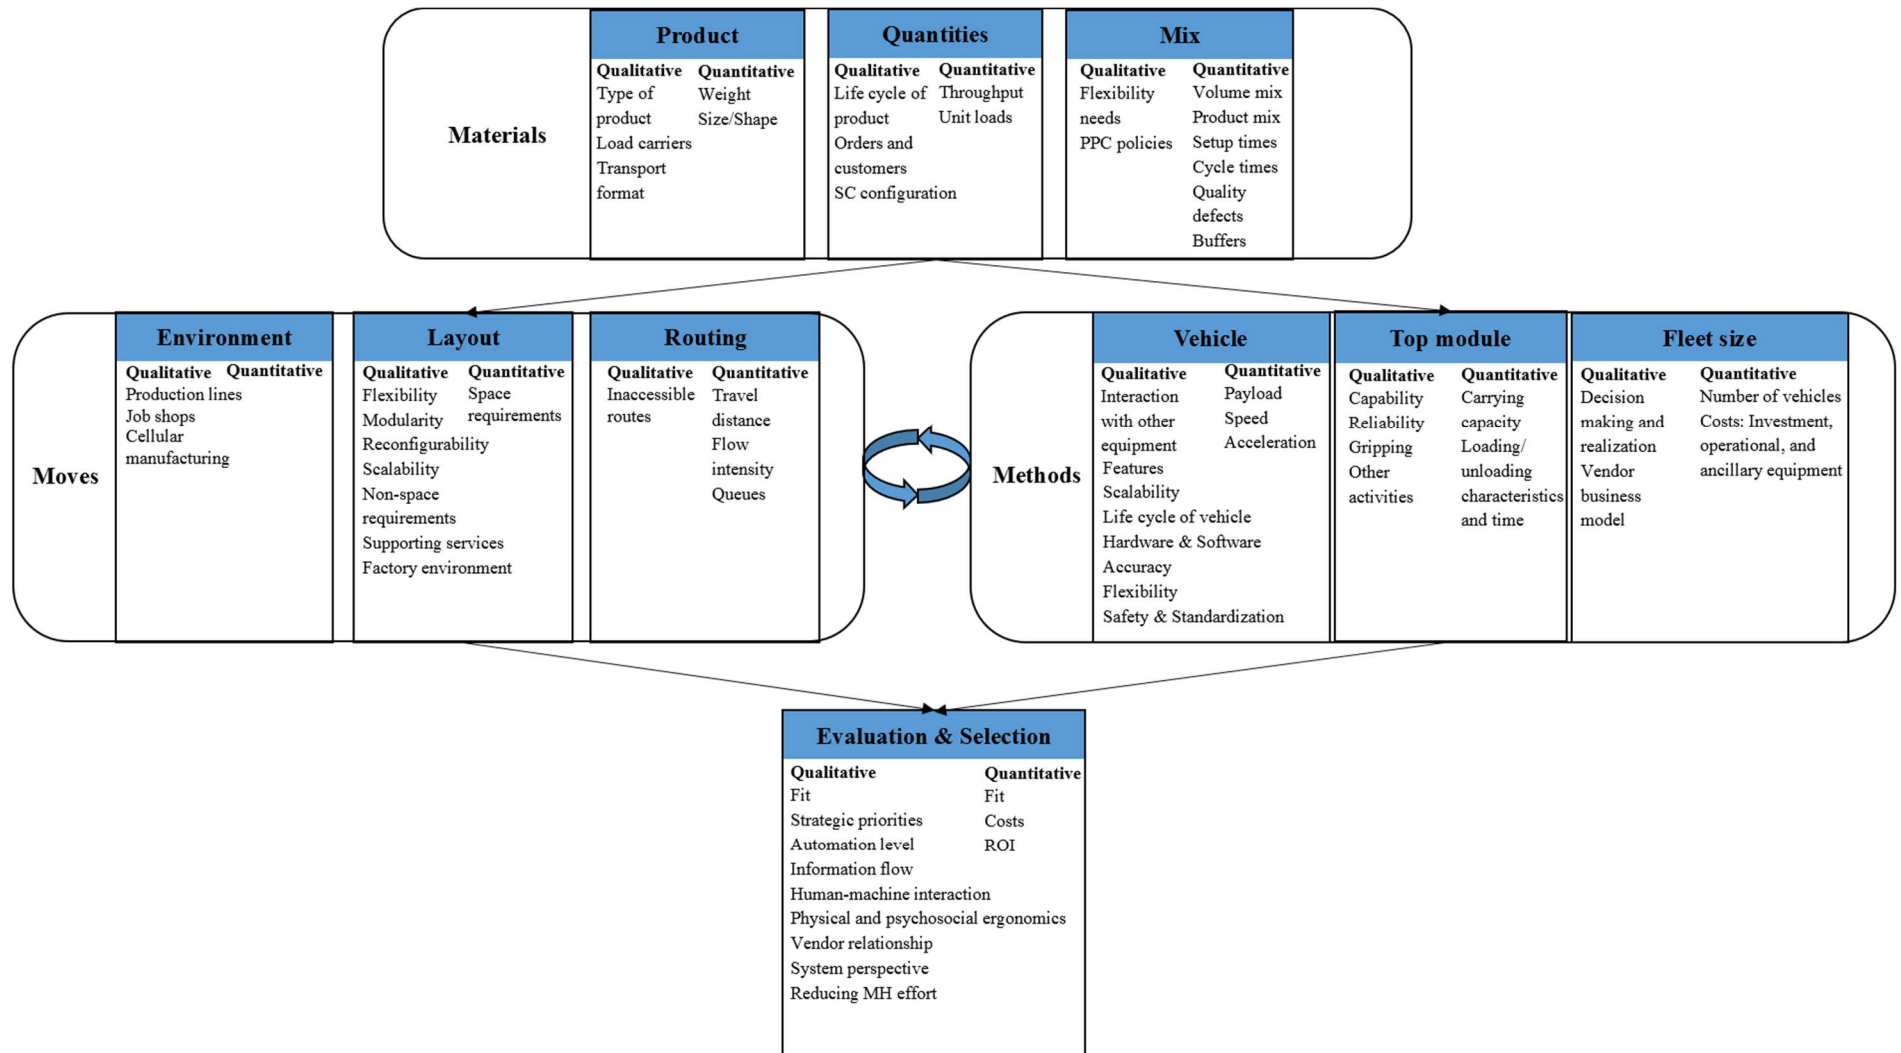 Materials
Product
Qualitative
Type of
product
Load carriers
Transport
format
Quantitative
Weight
Size/Shape
Quantities
Qualitative
Life cycle of
product
Orders and
customers
SC configuration
Quantitative
Throughput
Unit loads
Mix
Qualitative
Flexibility
needs
PPC policies
Quantitative
Volume mix
Product mix
Setup times
Cycle times
Quality
defects
Buffers
Moves
Environment
Qualitative
Production lines
Job shops
Cellular
manufacturing
Quantitative
Layout
Qualitative
Flexibility
Modularity
Reconfigurability
Scalability
Non-space
requirements
Supporting services
Factory environment
Quantitative
Space
requirements
Routing
Qualitative
Inaccessible
routes
Quantitative
Travel
distance
Flow
intensity
Queues
Methods
Vehicle
Qualitative
Interaction
with other
equipment
Features
Scalability
Life cycle of vehicle
Hardware & Software
Accuracy
Flexibility
Safety & Standardization
Quantitative
Payload
Speed
Acceleration
Top module
Qualitative
Capability
Reliability
Gripping
Other
activities
Quantitative
Carrying
capacity
Loading/
unloading
characteristics
and time
Fleet size
Qualitative
Decision
making and
realization
Vendor
business
model
Quantitative
Number of vehicles
Costs: Investment,
operational, and
ancillary equipment
Evaluation & Selection
Qualitative
Fit
Strategic priorities
Automation level
Information flow
Human-machine interaction
Physical and psychosocial ergonomics
Vendor relationship
System perspective
Reducing MH effort
Quantitative
Fit
Costs
ROI